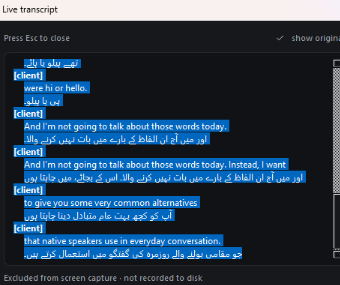 Live transcript
Press Esc to close
show origina
تھے ہیلو یا ہائے۔
[client]
were hi or hello.
ہی یا ہیلو۔
[client]
And I'm not going to talk about those words today.
اور میں آج ان الفاظ کے بارے میں بات نہیں کرنے والا۔
[client]
And I'm not going to talk about those words today. Instead, I want
اور میں آج ان الفاظ کے بارے میں بات نہیں کرنے والا۔ اس کے بجائے، میں چاہتا ہوں
[client]
to give you some very common alternatives
آپ کو کچھ بہت عام متبادل دینا چاہتا ہوں
[client]
that native speakers use in everyday conversation.
جو مقامی بولنے والے روزمرہ کی گفتگو میں استعمال کرتے ہیں۔
Excluded from screen capture - not recorded to disk